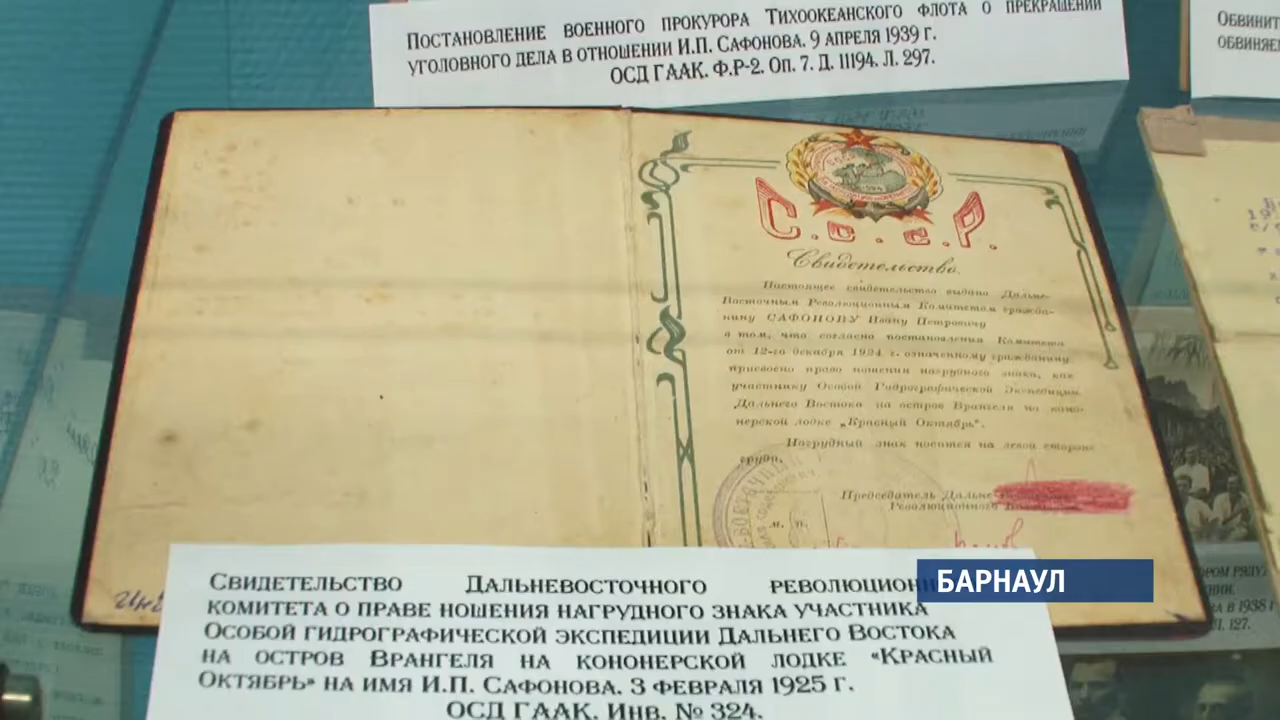 Постановление военного прокурора Тихоокеанского флота о прекращении
уголовного дела в отношении И.П. Сафонова. 9 апреля 1939 г.
ОСД ГААК. Ф.Р-2. Оп. 7. Д. 11194. Л. 297.
С.С.С.Р.
Свидетельство.
Настоящее свидетельство выдано Дальне-
Восточным Революционным Комитетом гражда-
нину САФОНОВУ Ивану Петровичу
в том, что согласно постановления Комитета
от 12-го декабря 1924 г. означенному гражданину
присвоено право ношения нагрудного знака, как
участнику Особой Гидрографической Экспедиции
Дальнего Востока на остров Врангеля на кано-
нерской лодке „Красный Октябрь".
Нагрудный знак носится на левой стороне
груди.
Председатель Дальне-
Революционного
м. п.
Свидетельство Дальневосточного
комитета о праве ношения нагрудного знака участника
Особой гидрографической экспедиции Дальнего Востока
на остров Врангеля на кононерской лодке «Красный
Октябрь» на имя И.П. Сафонова. 3 февраля 1925 г.
ОСД ГААК. Инв. № 324.
БАРНАУЛ